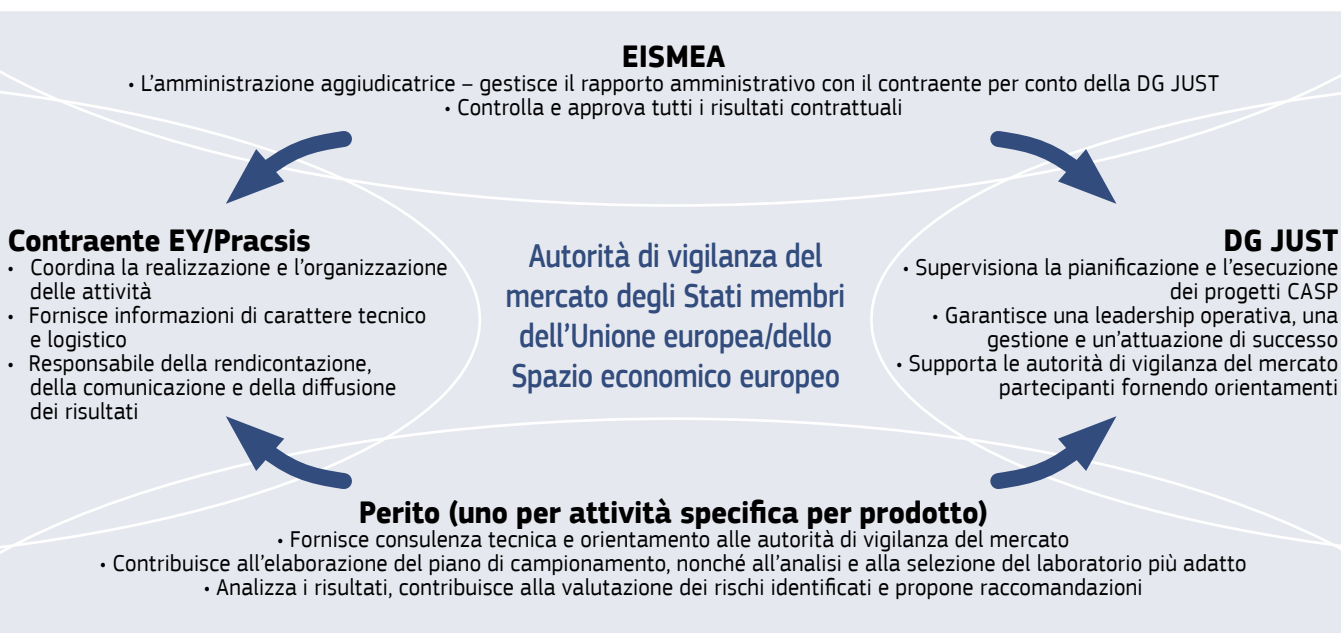 EISMEA
• L'amministrazione aggiudicatrice – gestisce il rapporto amministrativo con il contraente per conto della DG JUST
• Controlla e approva tutti i risultati contrattuali
Contraente EY/Pracsis
• Coordina la realizzazione e l'organizzazione
delle attività
• Fornisce informazioni di carattere tecnico
e logistico
• Responsabile della rendicontazione,
della comunicazione e della diffusione
dei risultati
Autorità di vigilanza del
mercato degli Stati membri
dell'Unione europea/dello
Spazio economico europeo
DG JUST
• Supervisiona la pianificazione e l'esecuzione
dei progetti CASP
• Garantisce una leadership operativa, una
gestione e un'attuazione di successo
• Supporta le autorità di vigilanza del mercato
partecipanti fornendo orientamenti
Perito (uno per attività specifica per prodotto)
• Fornisce consulenza tecnica e orientamento alle autorità di vigilanza del mercato
• Contribuisce all'elaborazione del piano di campionamento, nonché all'analisi e alla selezione del laboratorio più adatto
• Analizza i risultati, contribuisce alla valutazione dei rischi identificati e propone raccomandazioni